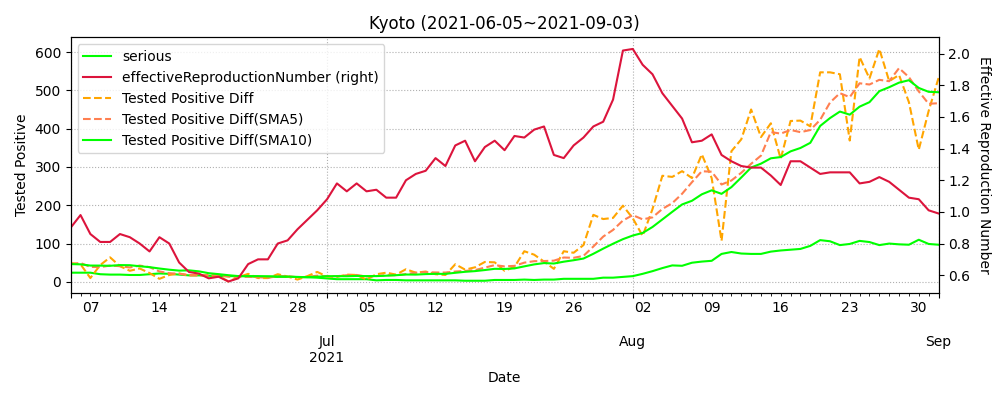 Kyoto (2021-06-05~2021-09-03)
serious
effectiveReproductionNumber (right)
Tested Positive Diff
Tested Positive Diff(SMA5)
Tested Positive Diff(SMA10)
Tested Positive
600
500
400
300
200
100
0
2.0
1.8
1.6
1.4
1.2
1.0
0.8
0.6
Effective Reproduction Number
07 14 21 28 05 12 19 26 02 09 16 23 30
Jul Aug Sep
2021
Date